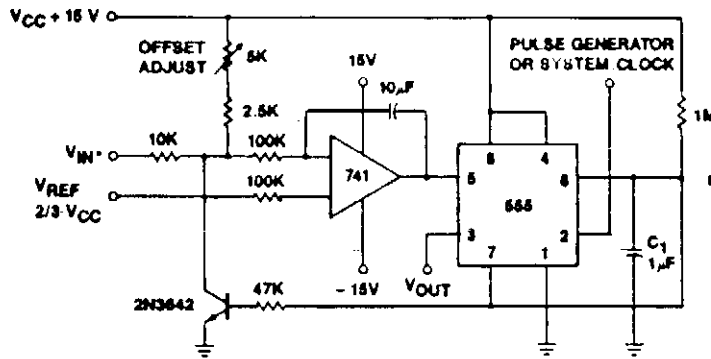 VCC + 15 V
OFFSET
ADJUST
5K
2.5K
15V
10µF
PULSE GENERATOR
OR SYSTEM CLOCK
1M
VIN*
10K
100K
VREF
2/3 VCC
100K
741
5
8
4
6
555
3
2
7
1
C1
1µF
VOUT
- 15V
2N3642
47K